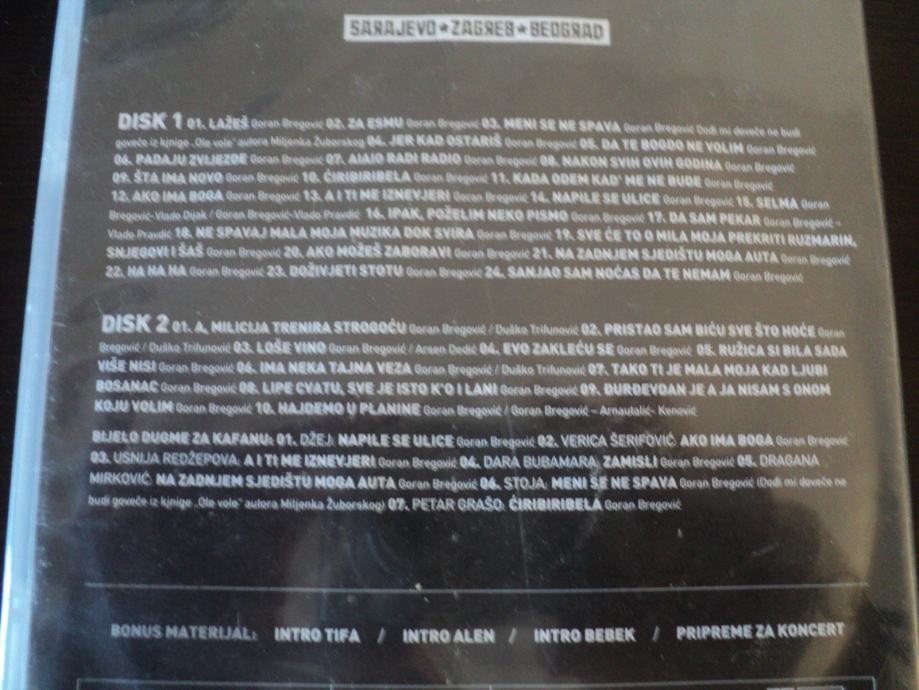 SARAJEVO★ZAGREB★BEOGRAD
DISK 1 01. LAŽEŠ Goran Bregović 02. ZA ESMU Goran Bregović 03. MENI SE NE SPAVA Goran Bregović Dođi mi doveče ne budi
goveče iz kjnige „Ole vole" autora Miljenka Žuborskog 04. JER KAD OSTARIŠ Goran Bregović 05. DA TE BOGDO NE VOLIM Goran Bregović
06. PADAJU ZVIJEZDE Goran Bregović 07. AIAIO RADI RADIO Goran Bregović 08. NAKON SVIH OVIH GODINA Goran Bregović
09. ŠTA IMA NOVO Goran Bregović 10. ĆIRIBIRIBELA Goran Bregović 11. KADA ODEM KAD' ME NE BUDE Goran Bregović
12. AKO IMA BOGA Goran Bregović 13. A I TI ME IZNEVJERI Goran Bregović 14. NAPILE SE ULICE Goran Bregović 15. SELMA Goran
Bregović-Vlado Dijak / Goran Bregović-Vlado Pravdić 16. IPAK, POŽELIM NEKO PISMO Goran Bregović 17. DA SAM PEKAR Goran Bregović –
Vlado Pravdić 18. NE SPAVAJ MALA MOJA MUZIKA DOK SVIRA Goran Bregović 19. SVE ĆE TO O MILA MOJA PREKRITI RUZMARIN,
SNJEGOVI I ŠAŠ Goran Bregović 20. AKO MOŽEŠ ZABORAVI Goran Bregović 21. NA ZADNJEM SJEDIŠTU MOGA AUTA Goran Bregović
22. HA HA HA Goran Bregović 23. DOŽIVJETI STOTU Goran Bregović 24. SANJAO SAM NOĆAS DA TE NEMAM Goran Bregović
DISK 2 01. A, MILICIJA TRENIRA STROGOĆU Goran Bregović / Duško Trifunović 02. PRISTAO SAM BIĆU SVE ŠTO HOĆE Goran
Bregović / Duško Trifunović 03. LOŠE VINO Goran Bregović / Arsen Dedić 04. EVO ZAKLEĆU SE Goran Bregović 05. RUŽICA SI BILA SADA
VIŠE NISI Goran Bregović 06. IMA NEKA TAJNA VEZA Goran Bregović / Duško Trifunović 07. TAKO TI JE MALA MOJA KAD LJUBI
BOSANAC Goran Bregović 08. LIPE CVATU, SVE JE ISTO K'O I LANI Goran Bregović 09. ĐURĐEVDAN JE A JA NISAM S ONOM
KOJU VOLIM Goran Bregović 10. HAJDEMO U PLANINE Goran Bregović / Goran Bregović – Arnautalić- Kenović
BIJELO DUGME ZA KAFANU: 01. DŽEJ: NAPILE SE ULICE Goran Bregović 02. VERICA ŠERIFOVIĆ: AKO IMA BOGA Goran Bregović
03. USNIJA REDŽEPOVA: A I TI ME IZNEVJERI Goran Bregović 04. DARA BUBAMARA: ZAMISLI Goran Bregović 05. DRAGANA
MIRKOVIĆ: NA ZADNJEM SJEDIŠTU MOGA AUTA Goran Bregović 06. STOJA: MENI SE NE SPAVA Goran Bregović (Dođi mi doveče ne
budi goveče iz kjnige „Ole vole" autora Miljenka Žuborskog) 07. PETAR GRAŠO: ĆIRIBIRIBELA Goran Bregović
BONUS MATERIJAL: INTRO TIFA / INTRO ALEN / INTRO BEBEK / PRIPREME ZA KONCERT